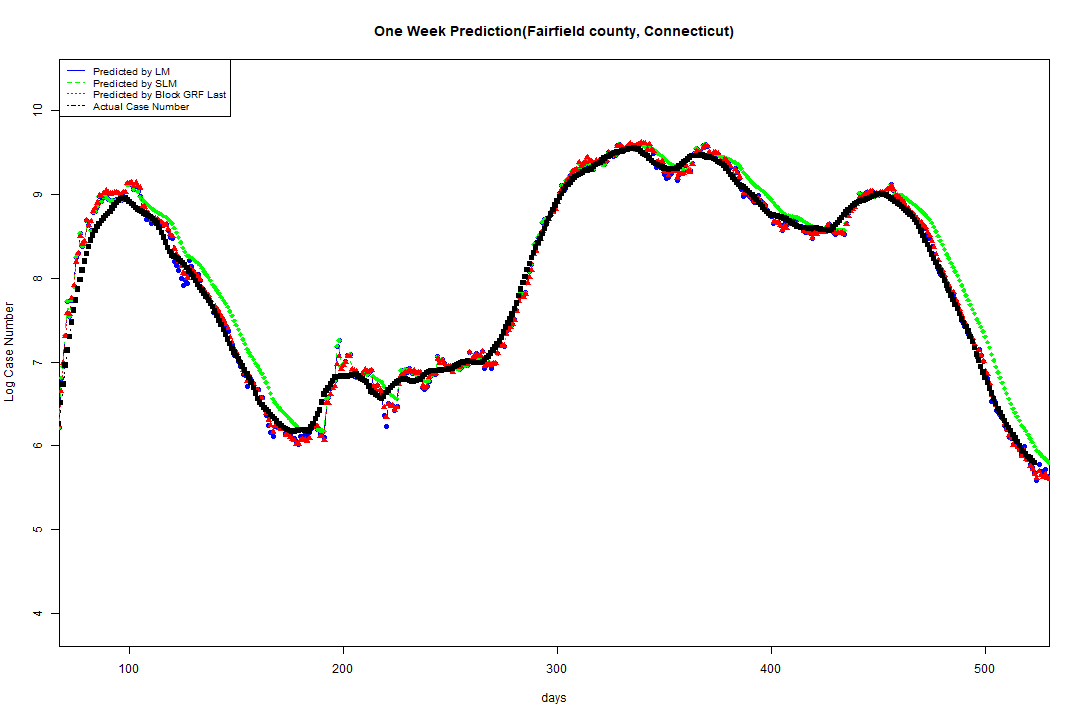 One Week Prediction(Fairfield county, Connecticut)
Predicted by LM
Predicted by SLM
Predicted by Block GRF Last
Actual Case Number
10
9
8
7
6
5
4
Log Case Number
100 200 300 400 500
days